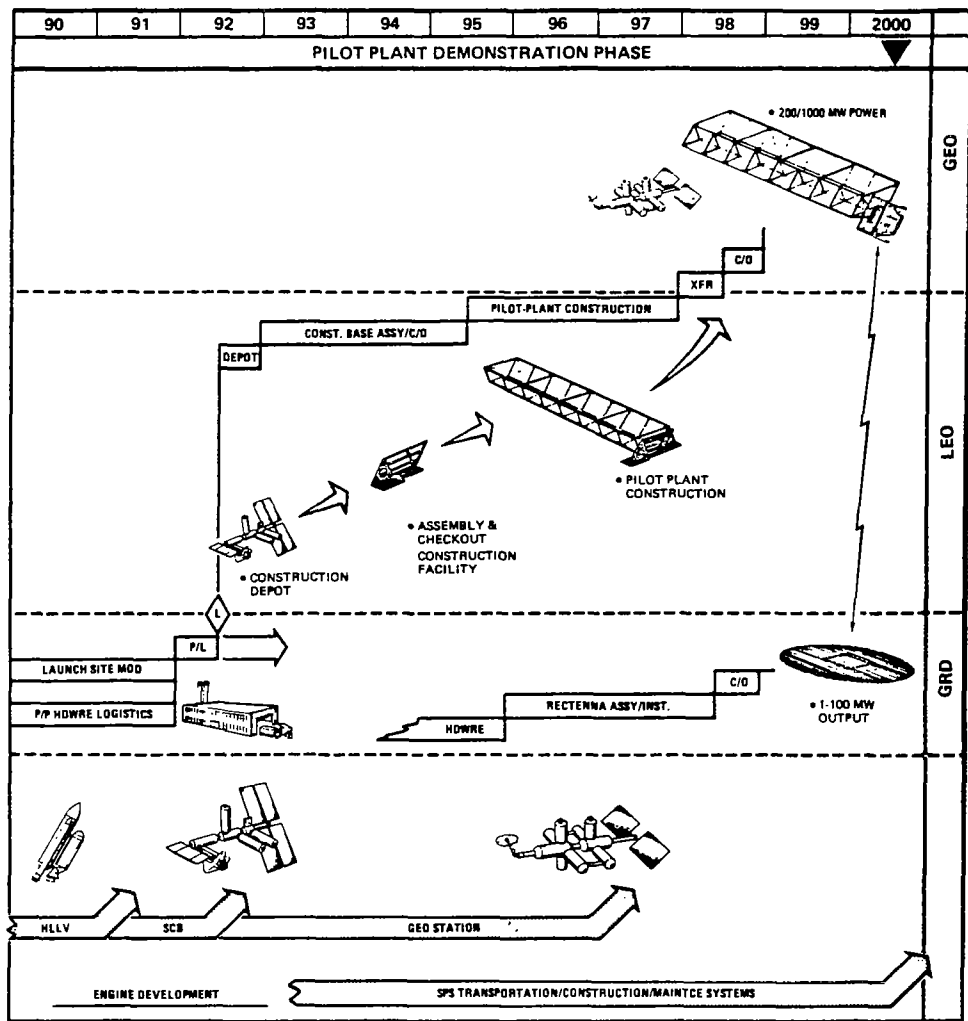 90 91 92 93 94 95 96 97 98 99 2000
PILOT PLANT DEMONSTRATION PHASE
• 200/1000 MW POWER
GEO
C/O
XFR
PILOT-PLANT CONSTRUCTION
CONST. BASE ASSY/C/O
DEPOT
LEO
• PILOT PLANT
CONSTRUCTION
• ASSEMBLY &
CHECKOUT
CONSTRUCTION
FACILITY
• CONSTRUCTION
DEPOT
L
P/L
LAUNCH SITE MOD
GRD
C/O
RECTENNA ASSY/INST.
P/P HDWRE LOGISTICS
HDWRE
• 1-100 MW
OUTPUT
HLLV
SCB
GEO STATION
ENGINE DEVELOPMENT
SPS TRANSPORTATION/CONSTRUCTION/MAINTCE SYSTEMS